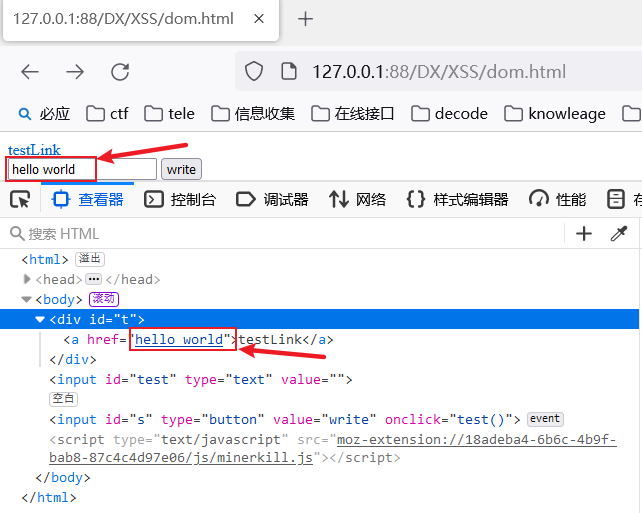 127.0.0.1:88/DX/XSS/dom.html
127.0.0.1:88/DX/XSS/dom.html
必应 ctf tele 信息收集 在线接口 decode knowleage
testLink
hello world write
查看器 控制台 调试器 网络 样式编辑器 性能 存
搜索 HTML
<html> 溢出
<head> ··· </head>
<body> 滚动
<div id="t">
<a href="hello world">testLink</a>
</div>
<input id="test" type="text" value="">
空白
<input id="s" type="button" value="write" onclick="test()"> event
<script type="text/javascript" src="moz-extension://18adeba4-6b6c-4b9f-
bab8-87c4c4d97e06/js/minerkill.js"></script>
</body>
</html>